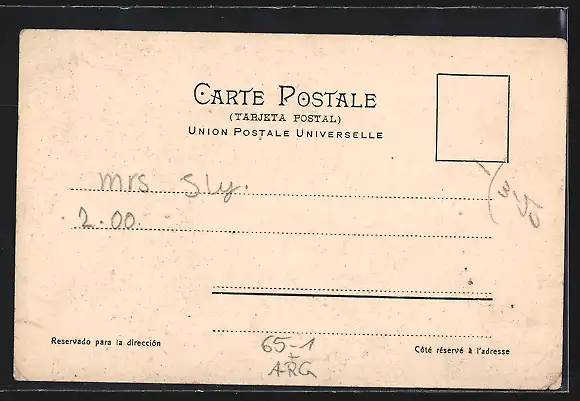 CARTE POSTALE
(TARJETA POSTAL)
UNION POSTALE UNIVERSELLE
mrs Sly.
2.00
Reservado para la dirección
65-1
ARG
Côté réservé à l'adresse